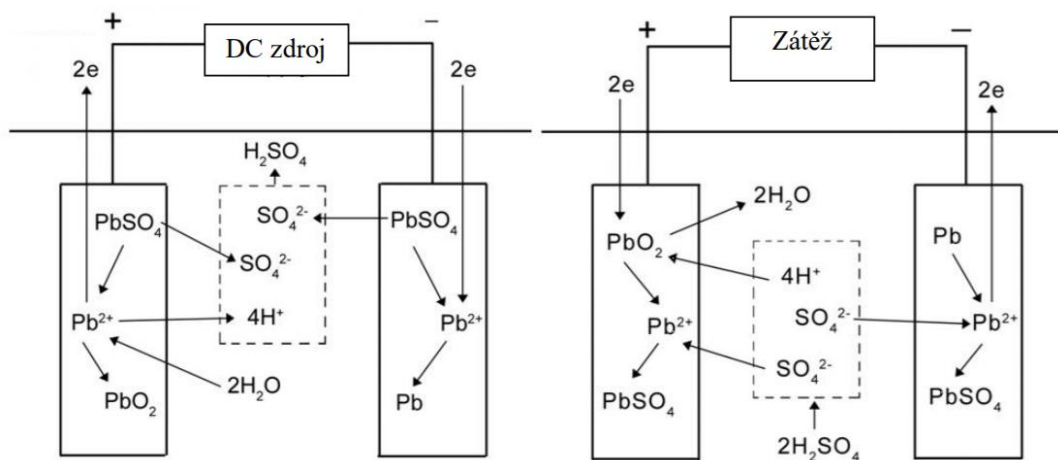 + DC zdroj −
2e 2e
H₂SO₄
PbSO₄ SO₄²⁻ PbSO₄
SO₄²⁻
Pb²⁺ 4H⁺ Pb²⁺
2H₂O
PbO₂ Pb
+ Zátěž −
2e 2e
2H₂O
PbO₂ Pb
4H⁺
Pb²⁺ SO₄²⁻ Pb²⁺
SO₄²⁻
PbSO₄ PbSO₄
2H₂SO₄